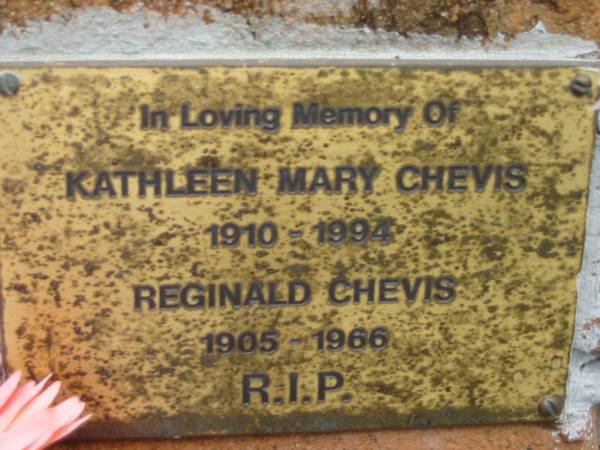 In Loving Memory Of
KATHLEEN MARY CHEVIS
1910 - 1994
REGINALD CHEVIS
1905 - 1966
R.I.P.